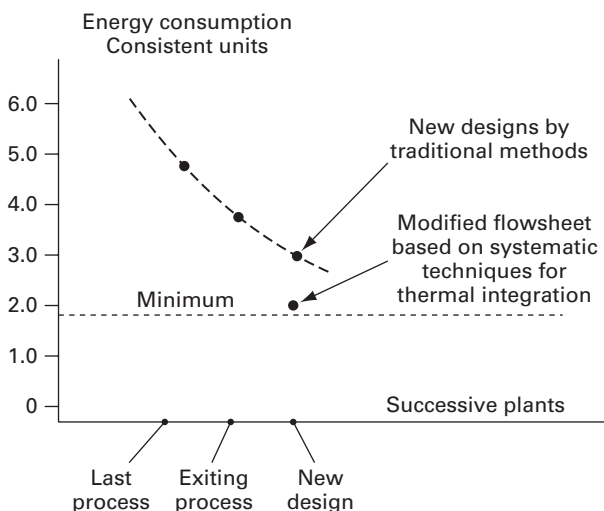 Energy consumption
Consistent units
6.0
5.0
4.0
3.0
2.0
1.0
0
New designs by
traditional methods
Modified flowsheet
based on systematic
techniques for
thermal integration
Minimum
Successive plants
Last
process
Exiting
process
New
design